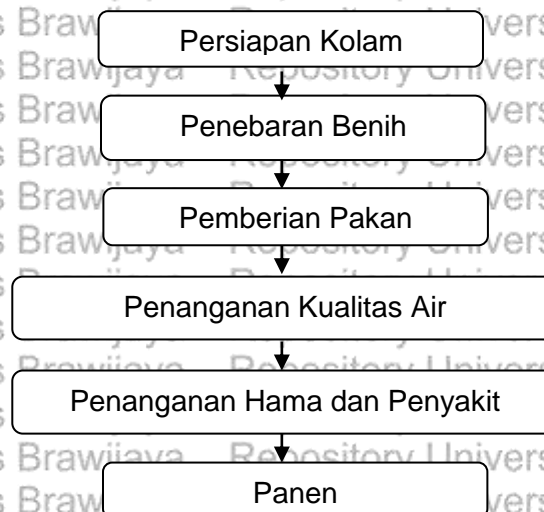 Persiapan Kolam
Penebaran Benih
Pemberian Pakan
Penanganan Kualitas Air
Penanganan Hama dan Penyakit
Panen